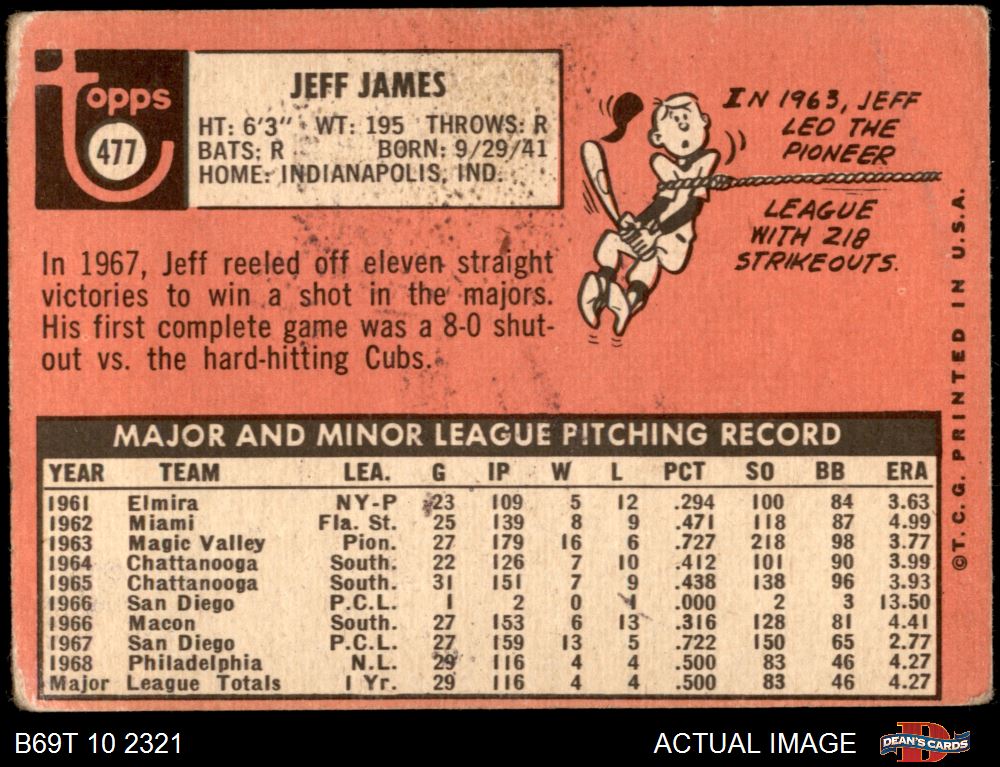 topps
477
JEFF JAMES
HT: 6'3" WT: 195 THROWS: R
BATS: R BORN: 9/29/41
HOME: INDIANAPOLIS, IND.
IN 1963, JEFF
LED THE
PIONEER
LEAGUE
WITH 218
STRIKEOUTS.
In 1967, Jeff reeled off eleven straight
victories to win a shot in the majors.
His first complete game was a 8-0 shut-
out vs. the hard-hitting Cubs.
MAJOR AND MINOR LEAGUE PITCHING RECORD
YEAR TEAM LEA. G IP W L PCT SO BB ERA
1961 Elmira NY-P 23 109 5 12 .294 100 84 3.63
1962 Miami Fla. St. 25 139 8 9 .471 118 87 4.99
1963 Magic Valley Pion. 27 179 16 6 .727 218 98 3.77
1964 Chattanooga South. 22 126 7 10 .412 101 90 3.99
1965 Chattanooga South. 31 151 7 9 .438 138 96 3.93
1966 San Diego P.C.L. 1 2 0 1 .000 2 3 13.50
1966 Macon South. 27 153 6 13 .316 128 81 4.41
1967 San Diego P.C.L. 27 159 13 5 .722 150 65 2.77
1968 Philadelphia N.L. 29 116 4 4 .500 83 46 4.27
Major League Totals 1 Yr. 29 116 4 4 .500 83 46 4.27
©T. C. G. PRINTED IN U.S.A.
B69T 10 2321
ACTUAL IMAGE
D
DEAN'S CARDS